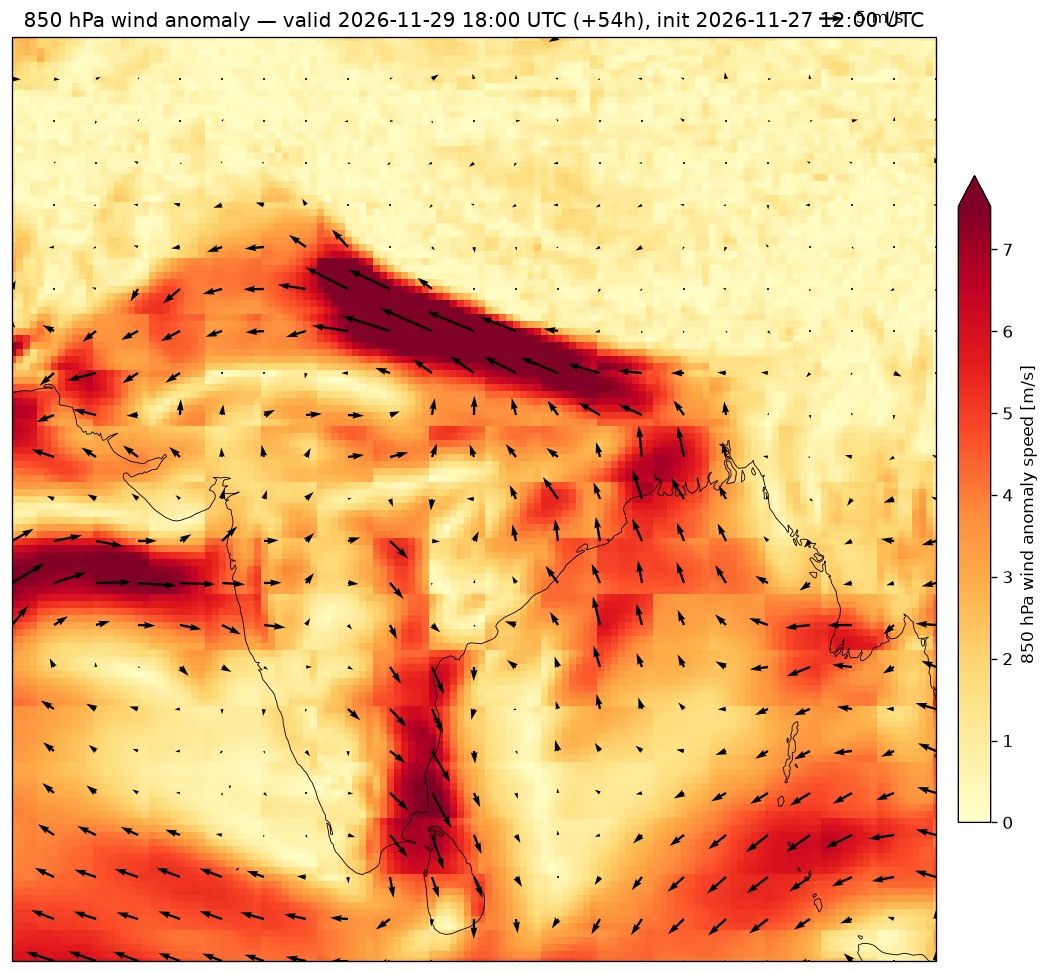 850 hPa wind anomaly — valid 2026-11-29 18:00 UTC (+54h), init 2026-11-27 12:00 UTC
5 m/s
7
6
5
4
3
2
1
0
850 hPa wind anomaly speed [m/s]